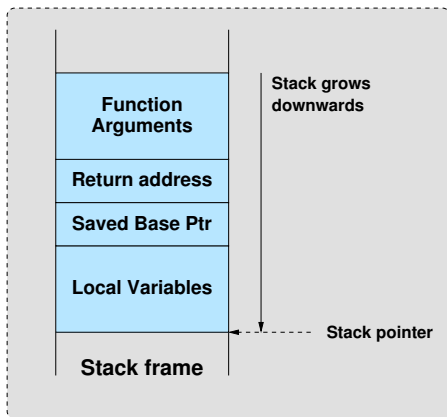 Function
Arguments
Return address
Saved Base Ptr
Local Variables
Stack frame
Stack grows
downwards
Stack pointer